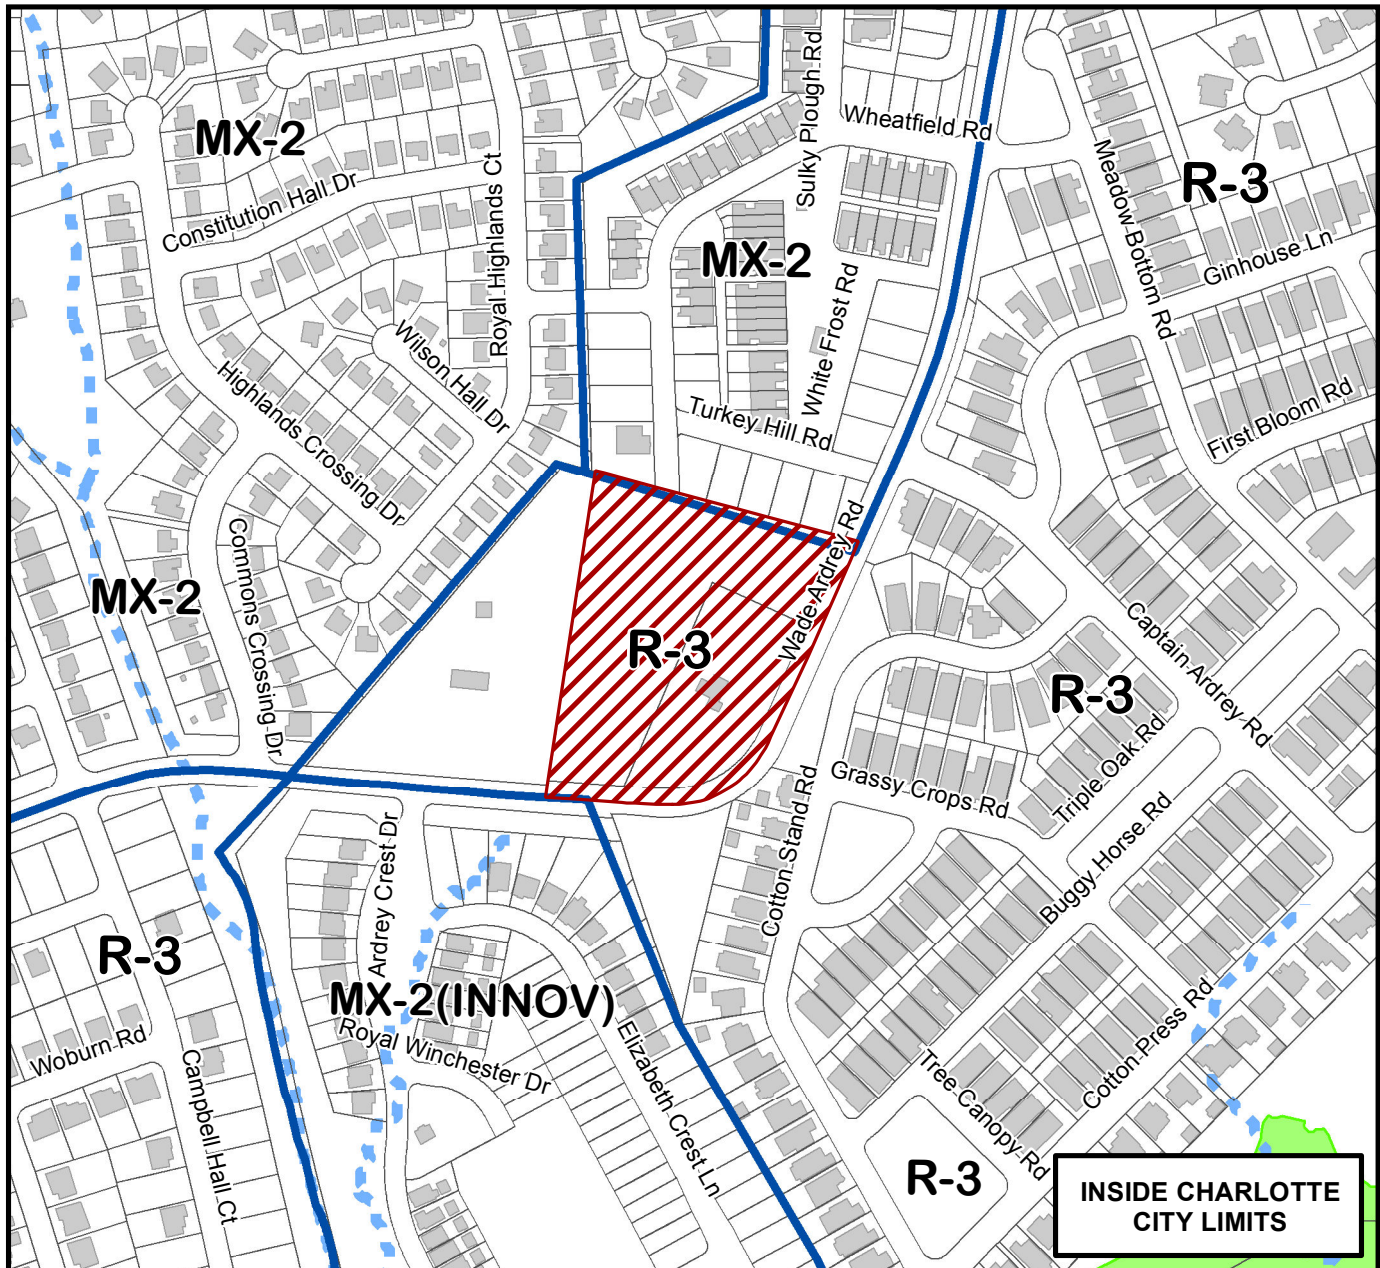 MX-2
Constitution Hall Dr
Royal Highlands Ct
Sulky Plough Rd
Wheatfield Rd
Meadow Bottom Rd
R-3
Ginhouse Ln
MX-2
White Frost Rd
Wilson Hall Dr
Highlands Crossing Dr
Turkey Hill Rd
First Bloom Rd
MX-2
Commons Crossing Dr
Wade Ardrey Rd
R-3
Captain Ardrey Rd
R-3
Triple Oak Rd
Grassy Crops Rd
Cotton Stand Rd
Buggy Horse Rd
Ardrey Crest Dr
R-3
MX-2(INNOV)
Royal Winchester Dr
Elizabeth Crest Ln
Woburn Rd
Campbell Hall Ct
Tree Canopy Rd
Cotton Press Rd
R-3
INSIDE CHARLOTTE
CITY LIMITS